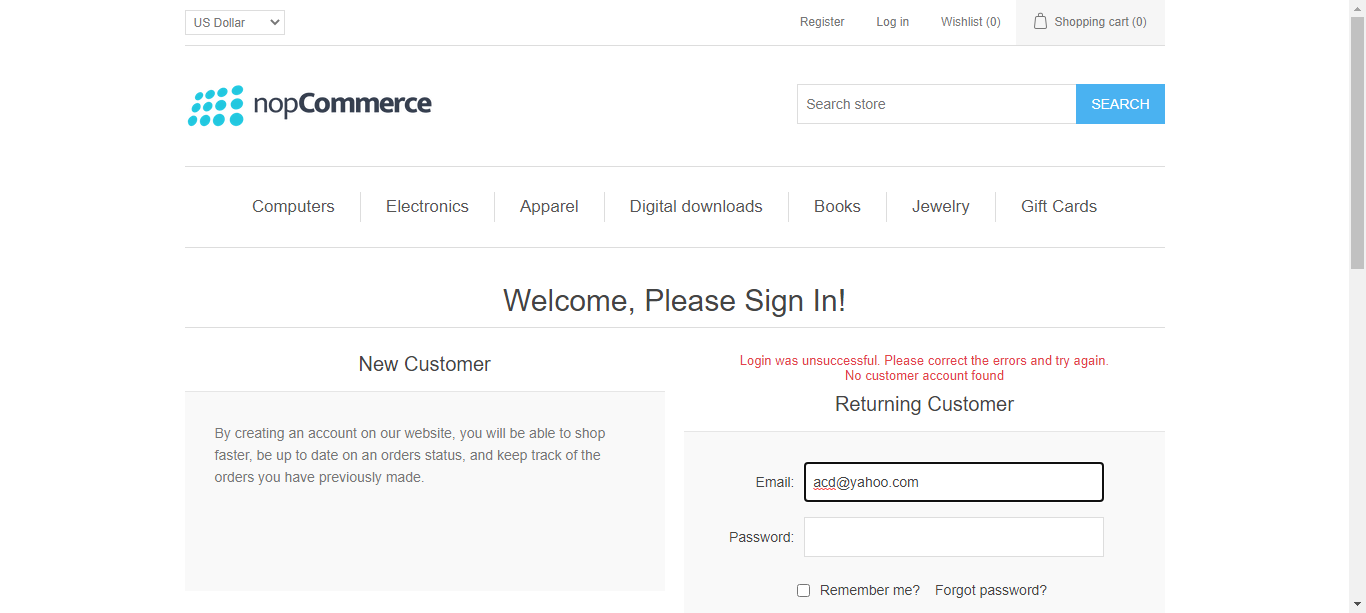 US Dollar
Register Log in Wishlist (0) Shopping cart (0)
nopCommerce
Search store SEARCH
Computers Electronics Apparel Digital downloads Books Jewelry Gift Cards
Welcome, Please Sign In!
New Customer
By creating an account on our website, you will be able to shop
faster, be up to date on an orders status, and keep track of the
orders you have previously made.
Login was unsuccessful. Please correct the errors and try again.
No customer account found
Returning Customer
Email: acd@yahoo.com
Password:
Remember me? Forgot password?